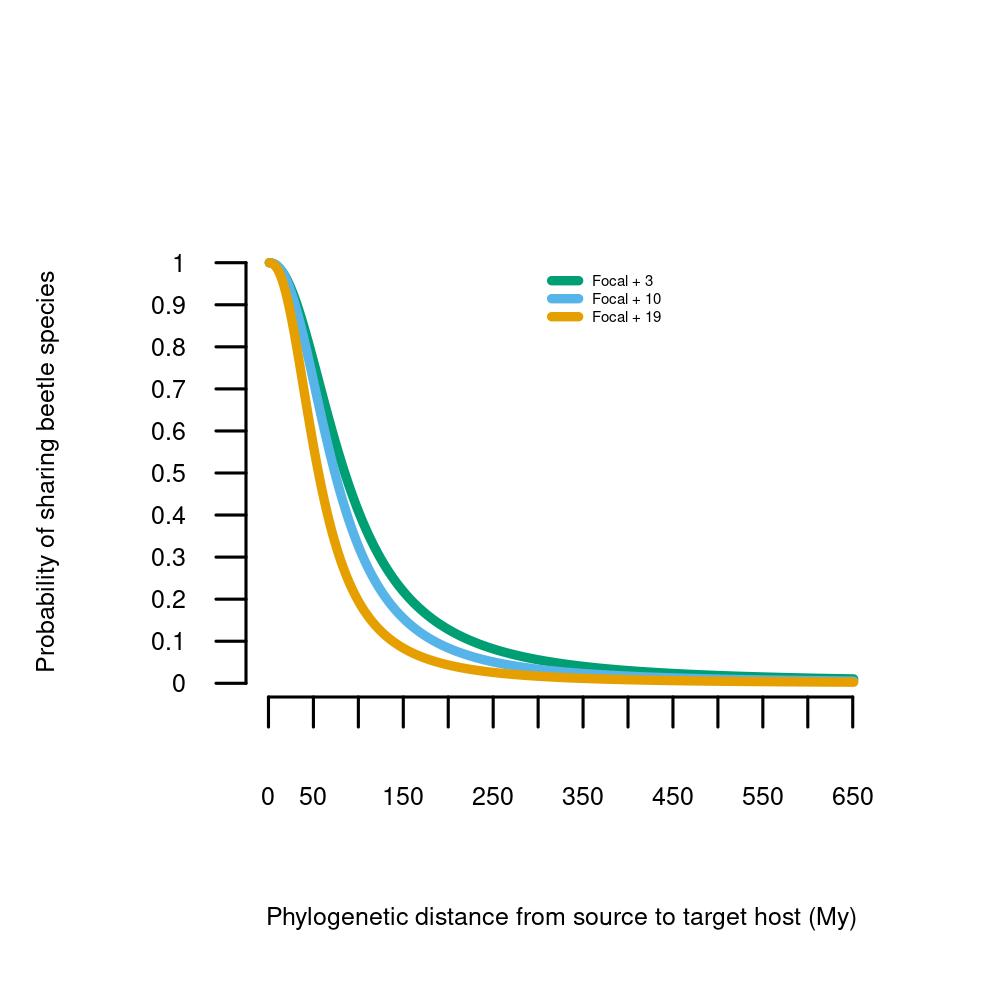 Probability of sharing beetle species
1
0.9
0.8
0.7
0.6
0.5
0.4
0.3
0.2
0.1
0
Focal + 3
Focal + 10
Focal + 19
0 50 150 250 350 450 550 650
Phylogenetic distance from source to target host (My)